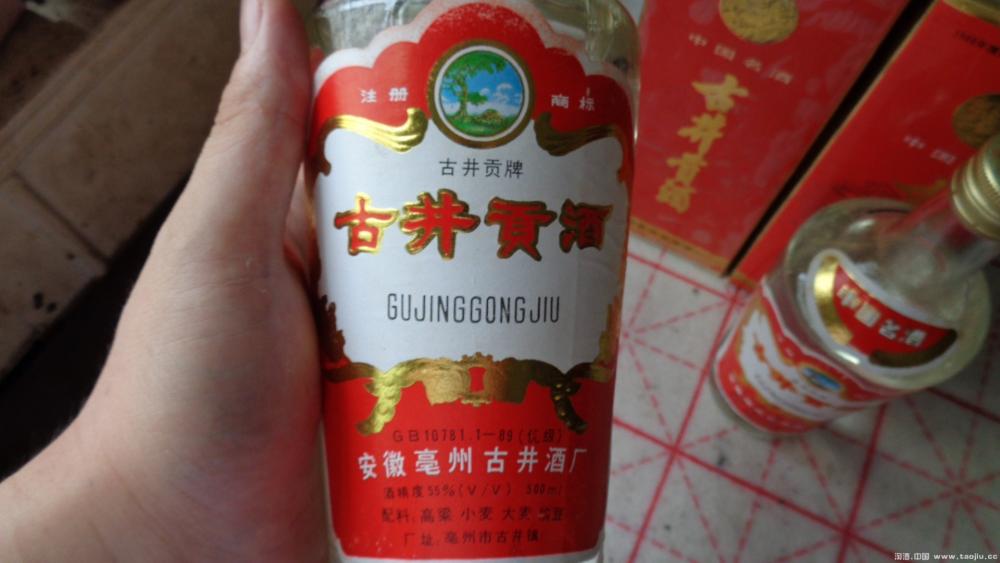 注册 商标
古井贡牌
古井贡酒
GUJINGGONGJIU
GB10781.1—89(优级)
安徽亳州古井酒厂
酒精度55%(V/V) 500ml
配料:高粱 小麦 大麦 豌豆
厂址:亳州市古井镇
中国名酒
古井贡酒
中国
淘酒.中国 www.taojiu.cc